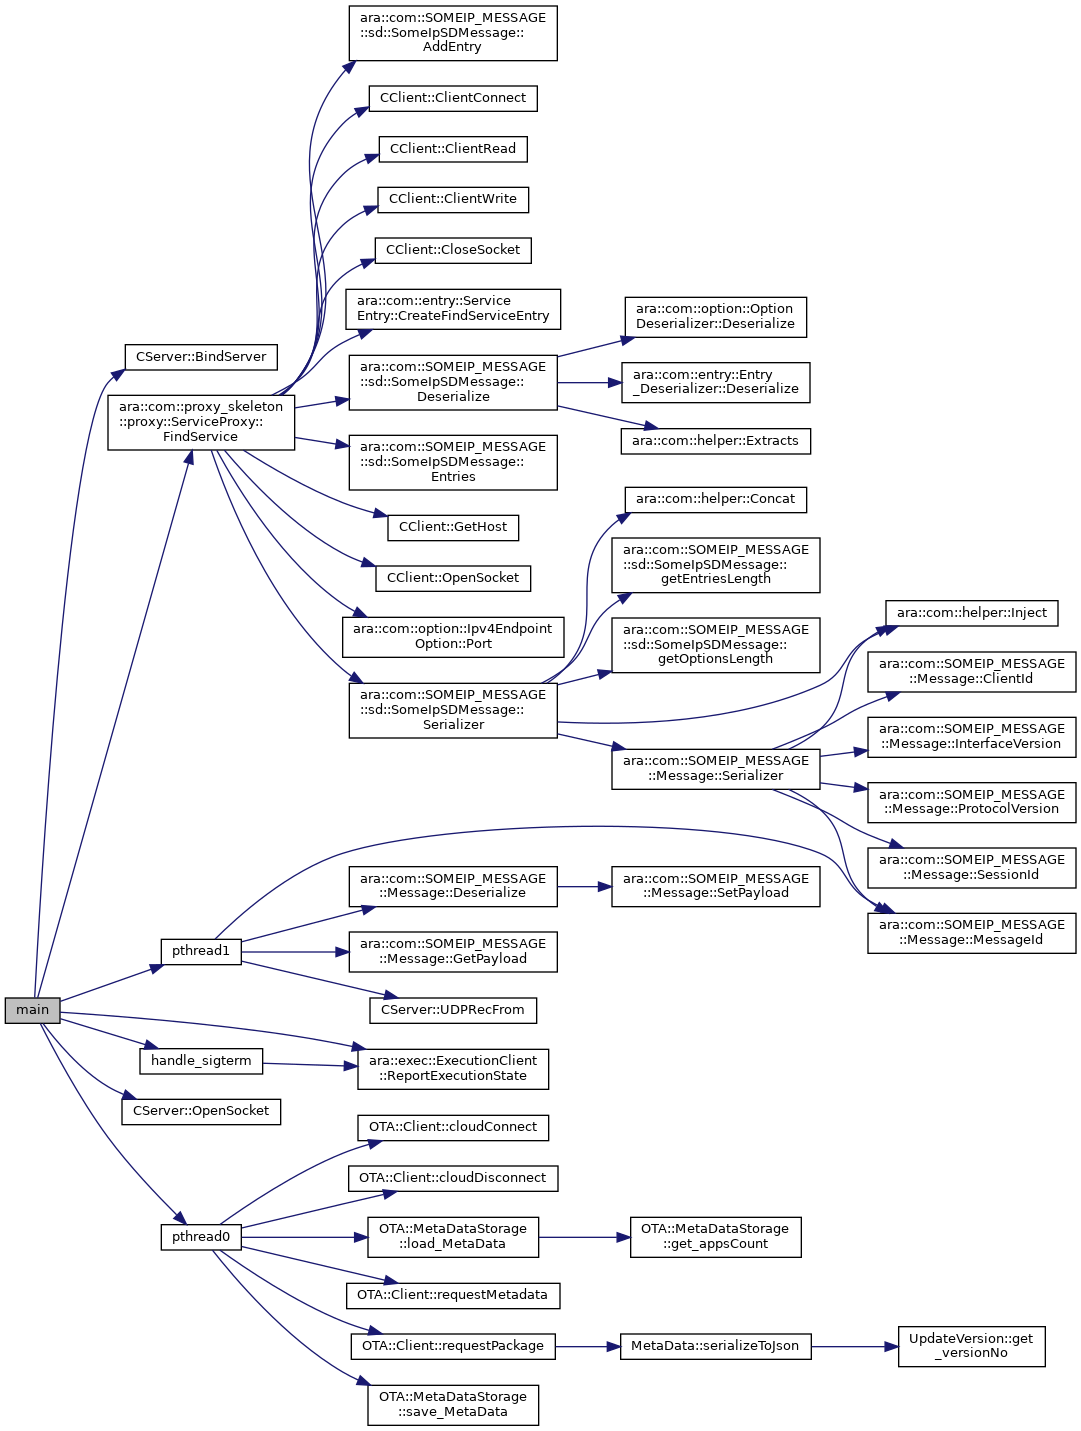 ara::com::SOMEIP_MESSAGE
::sd::SomeIpSDMessage::
AddEntry
CClient::ClientConnect
CClient::ClientRead
CClient::ClientWrite
CClient::CloseSocket
ara::com::entry::Service
Entry::CreateFindServiceEntry
ara::com::option::Option
Deserializer::Deserialize
CServer::BindServer
ara::com::SOMEIP_MESSAGE
::sd::SomeIpSDMessage::
Deserialize
ara::com::entry::Entry
_Deserializer::Deserialize
ara::com::proxy_skeleton
::proxy::ServiceProxy::
FindService
ara::com::helper::Extracts
ara::com::SOMEIP_MESSAGE
::sd::SomeIpSDMessage::
Entries
ara::com::helper::Concat
CClient::GetHost
ara::com::SOMEIP_MESSAGE
::sd::SomeIpSDMessage::
getEntriesLength
CClient::OpenSocket
ara::com::helper::Inject
ara::com::option::Ipv4Endpoint
Option::Port
ara::com::SOMEIP_MESSAGE
::sd::SomeIpSDMessage::
getOptionsLength
ara::com::SOMEIP_MESSAGE
::Message::ClientId
ara::com::SOMEIP_MESSAGE
::sd::SomeIpSDMessage::
Serializer
ara::com::SOMEIP_MESSAGE
::Message::InterfaceVersion
ara::com::SOMEIP_MESSAGE
::Message::Serializer
ara::com::SOMEIP_MESSAGE
::Message::ProtocolVersion
ara::com::SOMEIP_MESSAGE
::Message::SessionId
ara::com::SOMEIP_MESSAGE
::Message::Deserialize
ara::com::SOMEIP_MESSAGE
::Message::SetPayload
ara::com::SOMEIP_MESSAGE
::Message::MessageId
pthread1
ara::com::SOMEIP_MESSAGE
::Message::GetPayload
main
CServer::UDPRecFrom
handle_sigterm
ara::exec::ExecutionClient
::ReportExecutionState
CServer::OpenSocket
OTA::Client::cloudConnect
OTA::Client::cloudDisconnect
pthread0
OTA::MetaDataStorage
::load_MetaData
OTA::MetaDataStorage
::get_appsCount
OTA::Client::requestMetadata
OTA::Client::requestPackage
MetaData::serializeToJson
UpdateVersion::get
_versionNo
OTA::MetaDataStorage
::save_MetaData